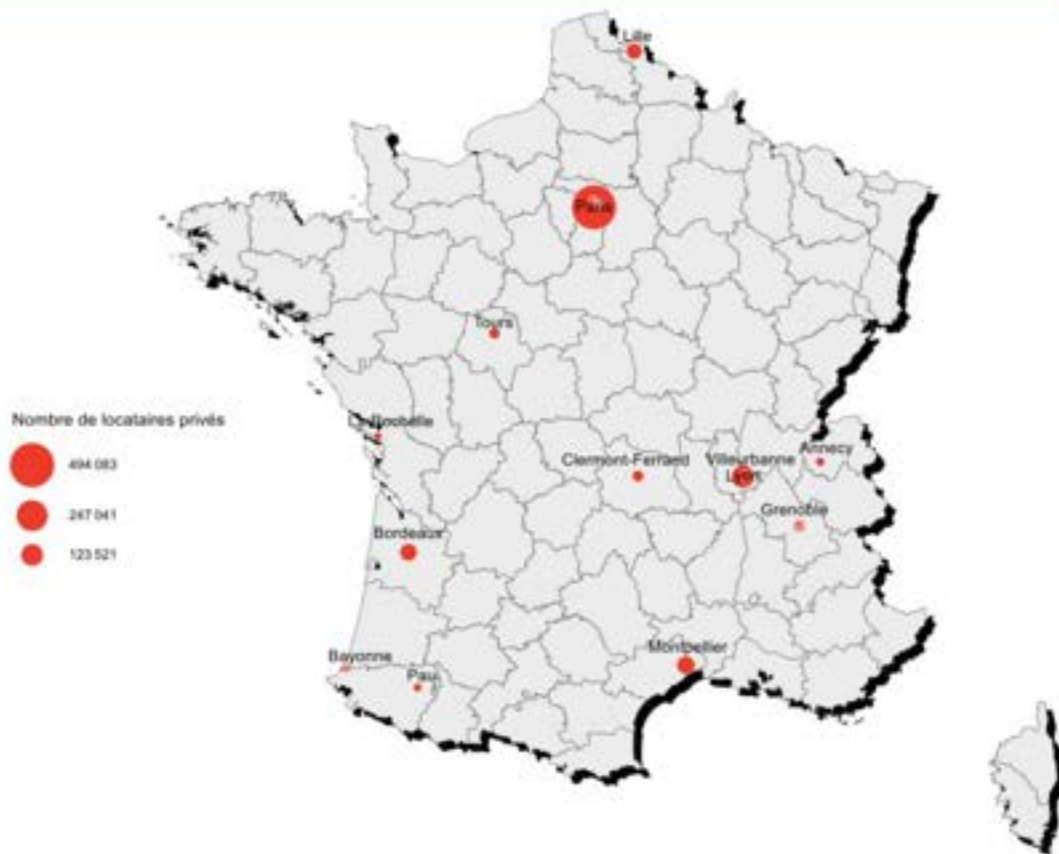 Lille
Paris
Tours
La Rochelle
Clermont-Ferrand
Villeurbanne
Annecy
Lyon
Grenoble
Nombre de locataires privés
494 083
247 041
123 521
Bordeaux
Bayonne
Pau
Montpellier